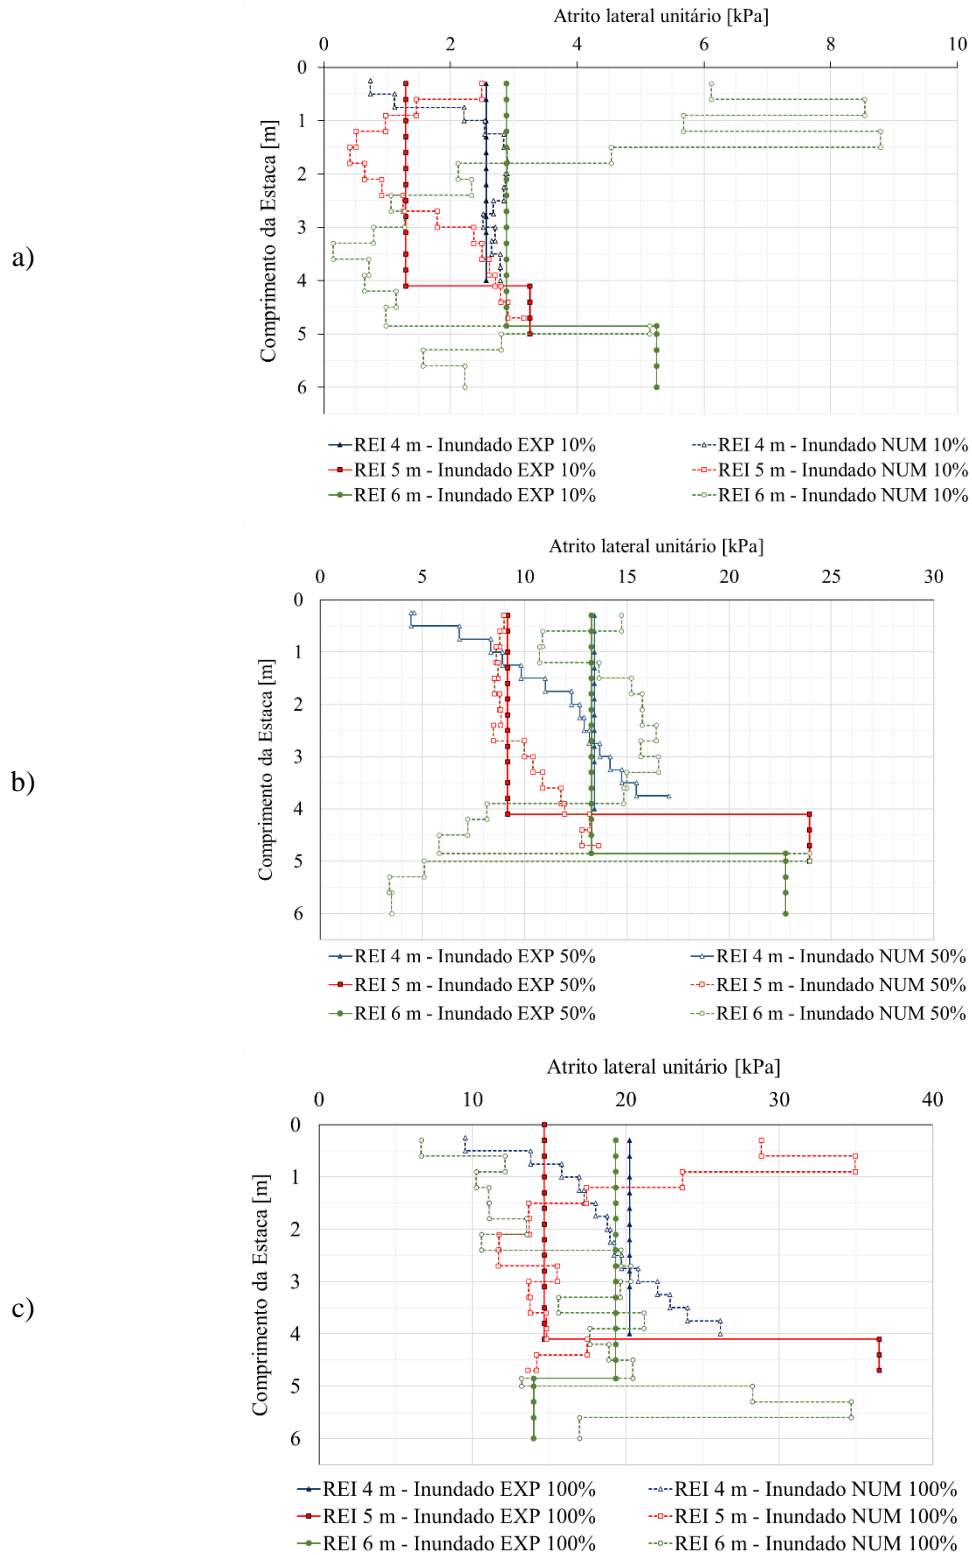 Atrito lateral unitário [kPa]
0 2 4 6 8 10
0
1
2
3
4
5
6
Comprimento da Estaca [m]
a)
REI 4 m - Inundado EXP 10% REI 4 m - Inundado NUM 10%
REI 5 m - Inundado EXP 10% REI 5 m - Inundado NUM 10%
REI 6 m - Inundado EXP 10% REI 6 m - Inundado NUM 10%
Atrito lateral unitário [kPa]
0 5 10 15 20 25 30
0
1
2
3
4
5
6
Comprimento da Estaca [m]
b)
REI 4 m - Inundado EXP 50% REI 4 m - Inundado NUM 50%
REI 5 m - Inundado EXP 50% REI 5 m - Inundado NUM 50%
REI 6 m - Inundado EXP 50% REI 6 m - Inundado NUM 50%
Atrito lateral unitário [kPa]
0 10 20 30 40
0
1
2
3
4
5
6
Comprimento da Estaca [m]
c)
REI 4 m - Inundado EXP 100% REI 4 m - Inundado NUM 100%
REI 5 m - Inundado EXP 100% REI 5 m - Inundado NUM 100%
REI 6 m - Inundado EXP 100% REI 6 m - Inundado NUM 100%